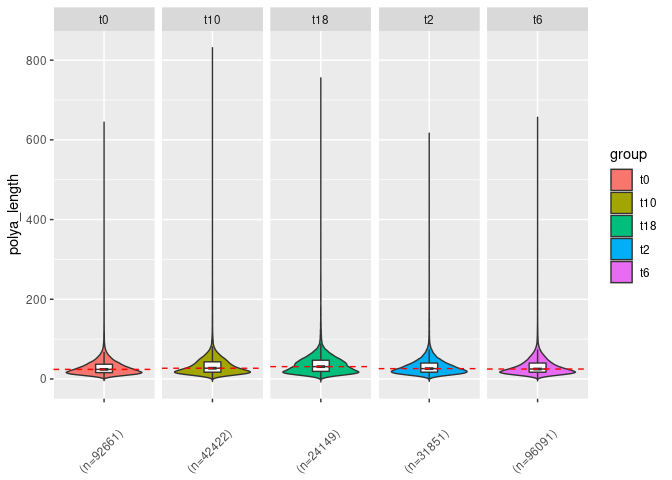 t0 t10 t18 t2 t6
polya_length
800
600
400
200
0
(n=92661) (n=42422) (n=24149) (n=31851) (n=96091)
group
t0
t10
t18
t2
t6